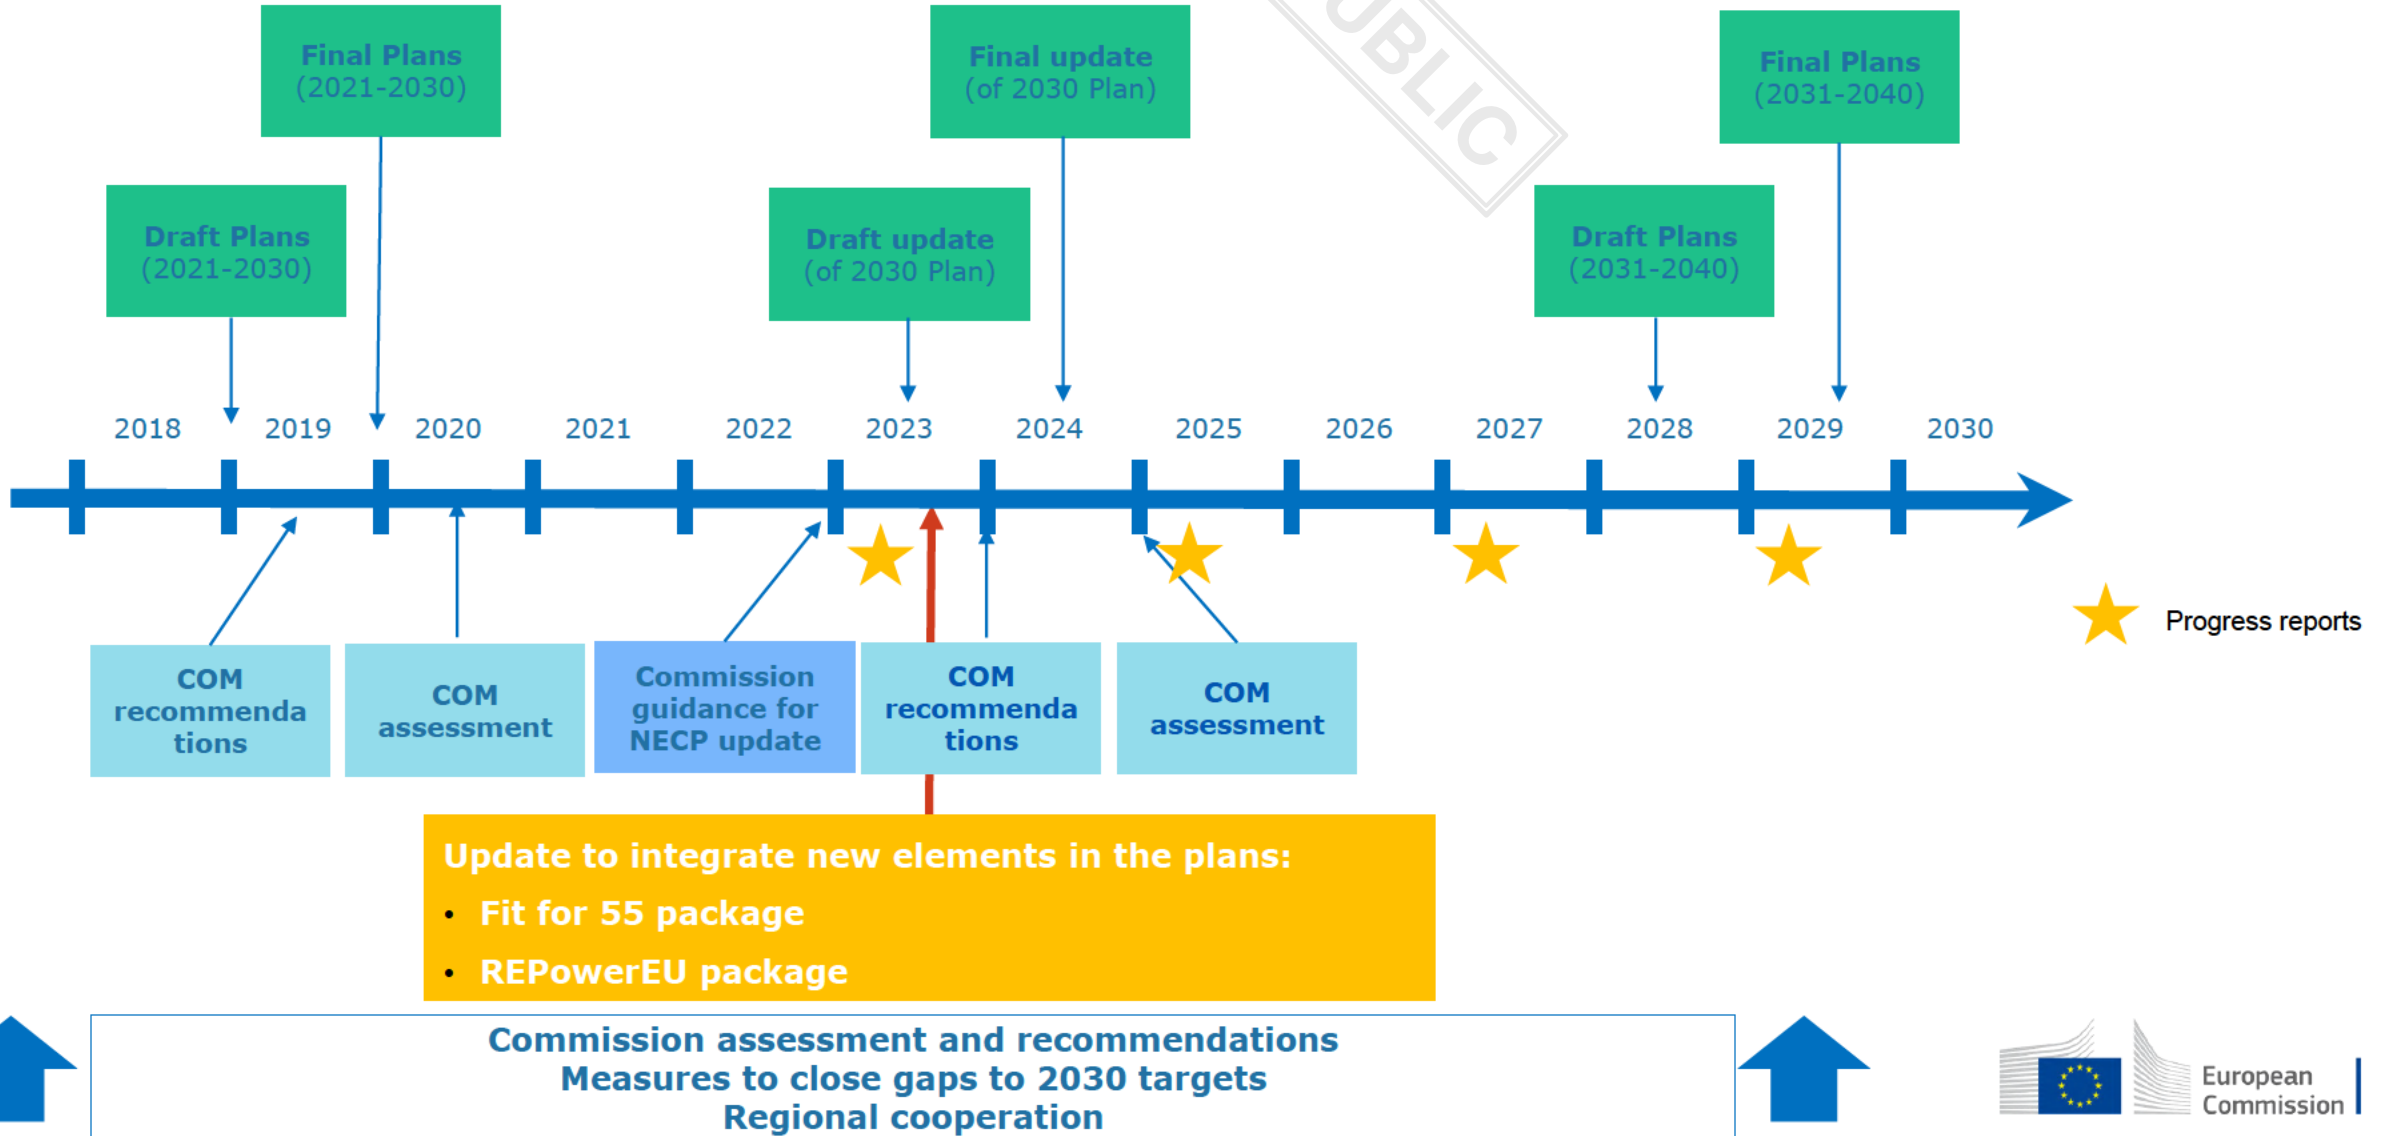 Final Plans
(2021-2030)
Final update
(of 2030 Plan)
Final Plans
(2031-2040)
Draft Plans
(2021-2030)
Draft update
(of 2030 Plan)
Draft Plans
(2031-2040)
2018
2019
2020
2021
2022
2023
2024
2025
2026
2027
2028
2029
2030
Progress reports
COM
recommenda
tions
COM
assessment
Commission
guidance for
NECP update
COM
recommenda
tions
COM
assessment
Update to integrate new elements in the plans:
• Fit for 55 package
• REPowerEU package
Commission assessment and recommendations
Measures to close gaps to 2030 targets
Regional cooperation
European
Commission